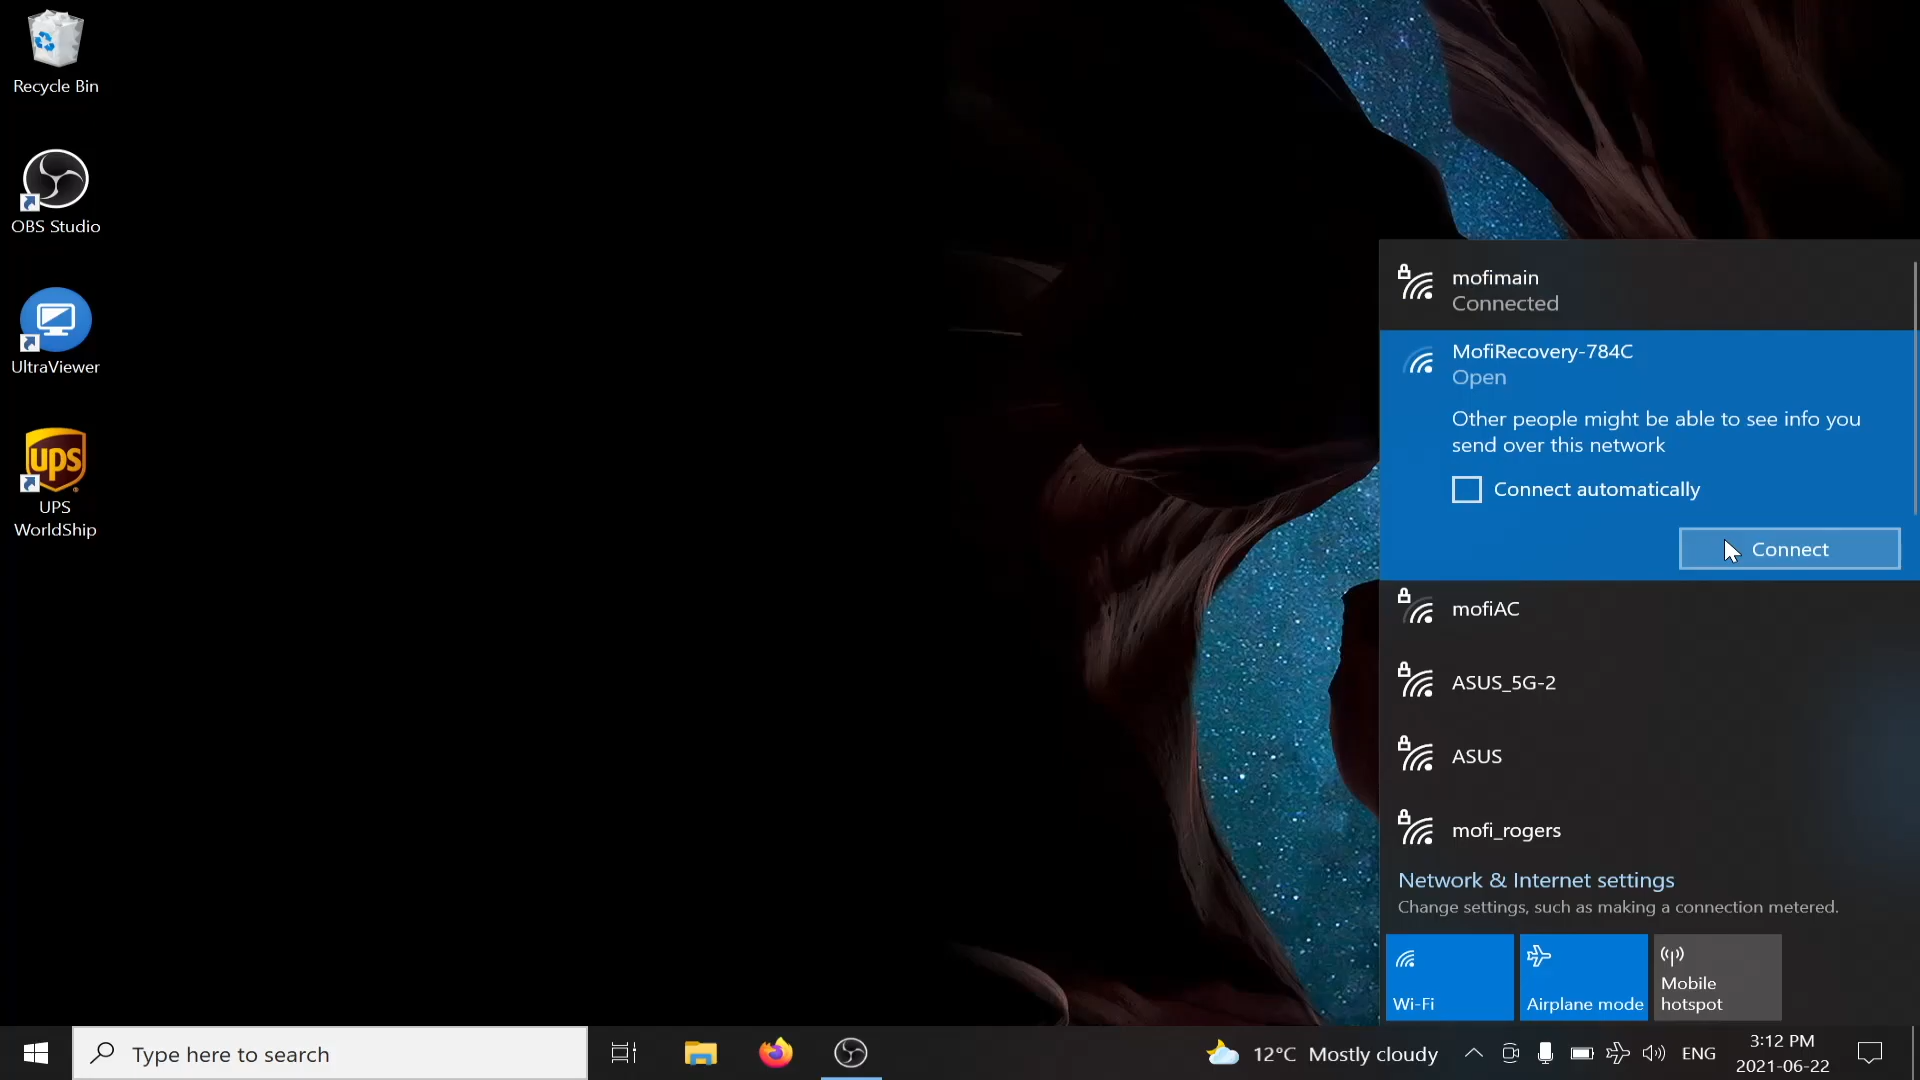 Recycle Bin
OBS Studio
UltraViewer
ups
UPS
WorldShip
mofimain
Connected
MofiRecovery-784C
Open
Other people might be able to see info you
send over this network
Connect automatically
Connect
mofiAC
ASUS_5G-2
ASUS
mofi_rogers
Network & Internet settings
Change settings, such as making a connection metered.
Wi-Fi
Airplane mode
Mobile
hotspot
Type here to search
12°C Mostly cloudy
ENG
3:12 PM
2021-06-22